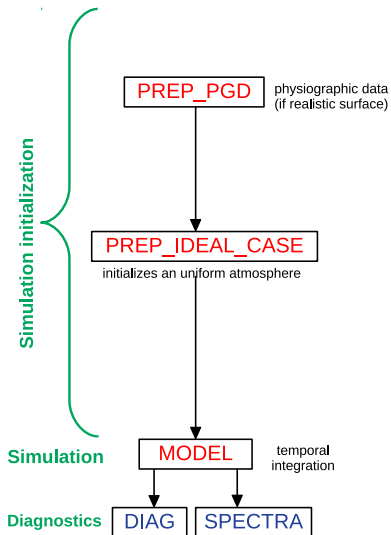 PREP_PGD
physiographic data
(if realistic surface)
Simulation initialization
PREP_IDEAL_CASE
initializes an uniform atmosphere
Simulation
MODEL
temporal
integration
Diagnostics
DIAG
SPECTRA